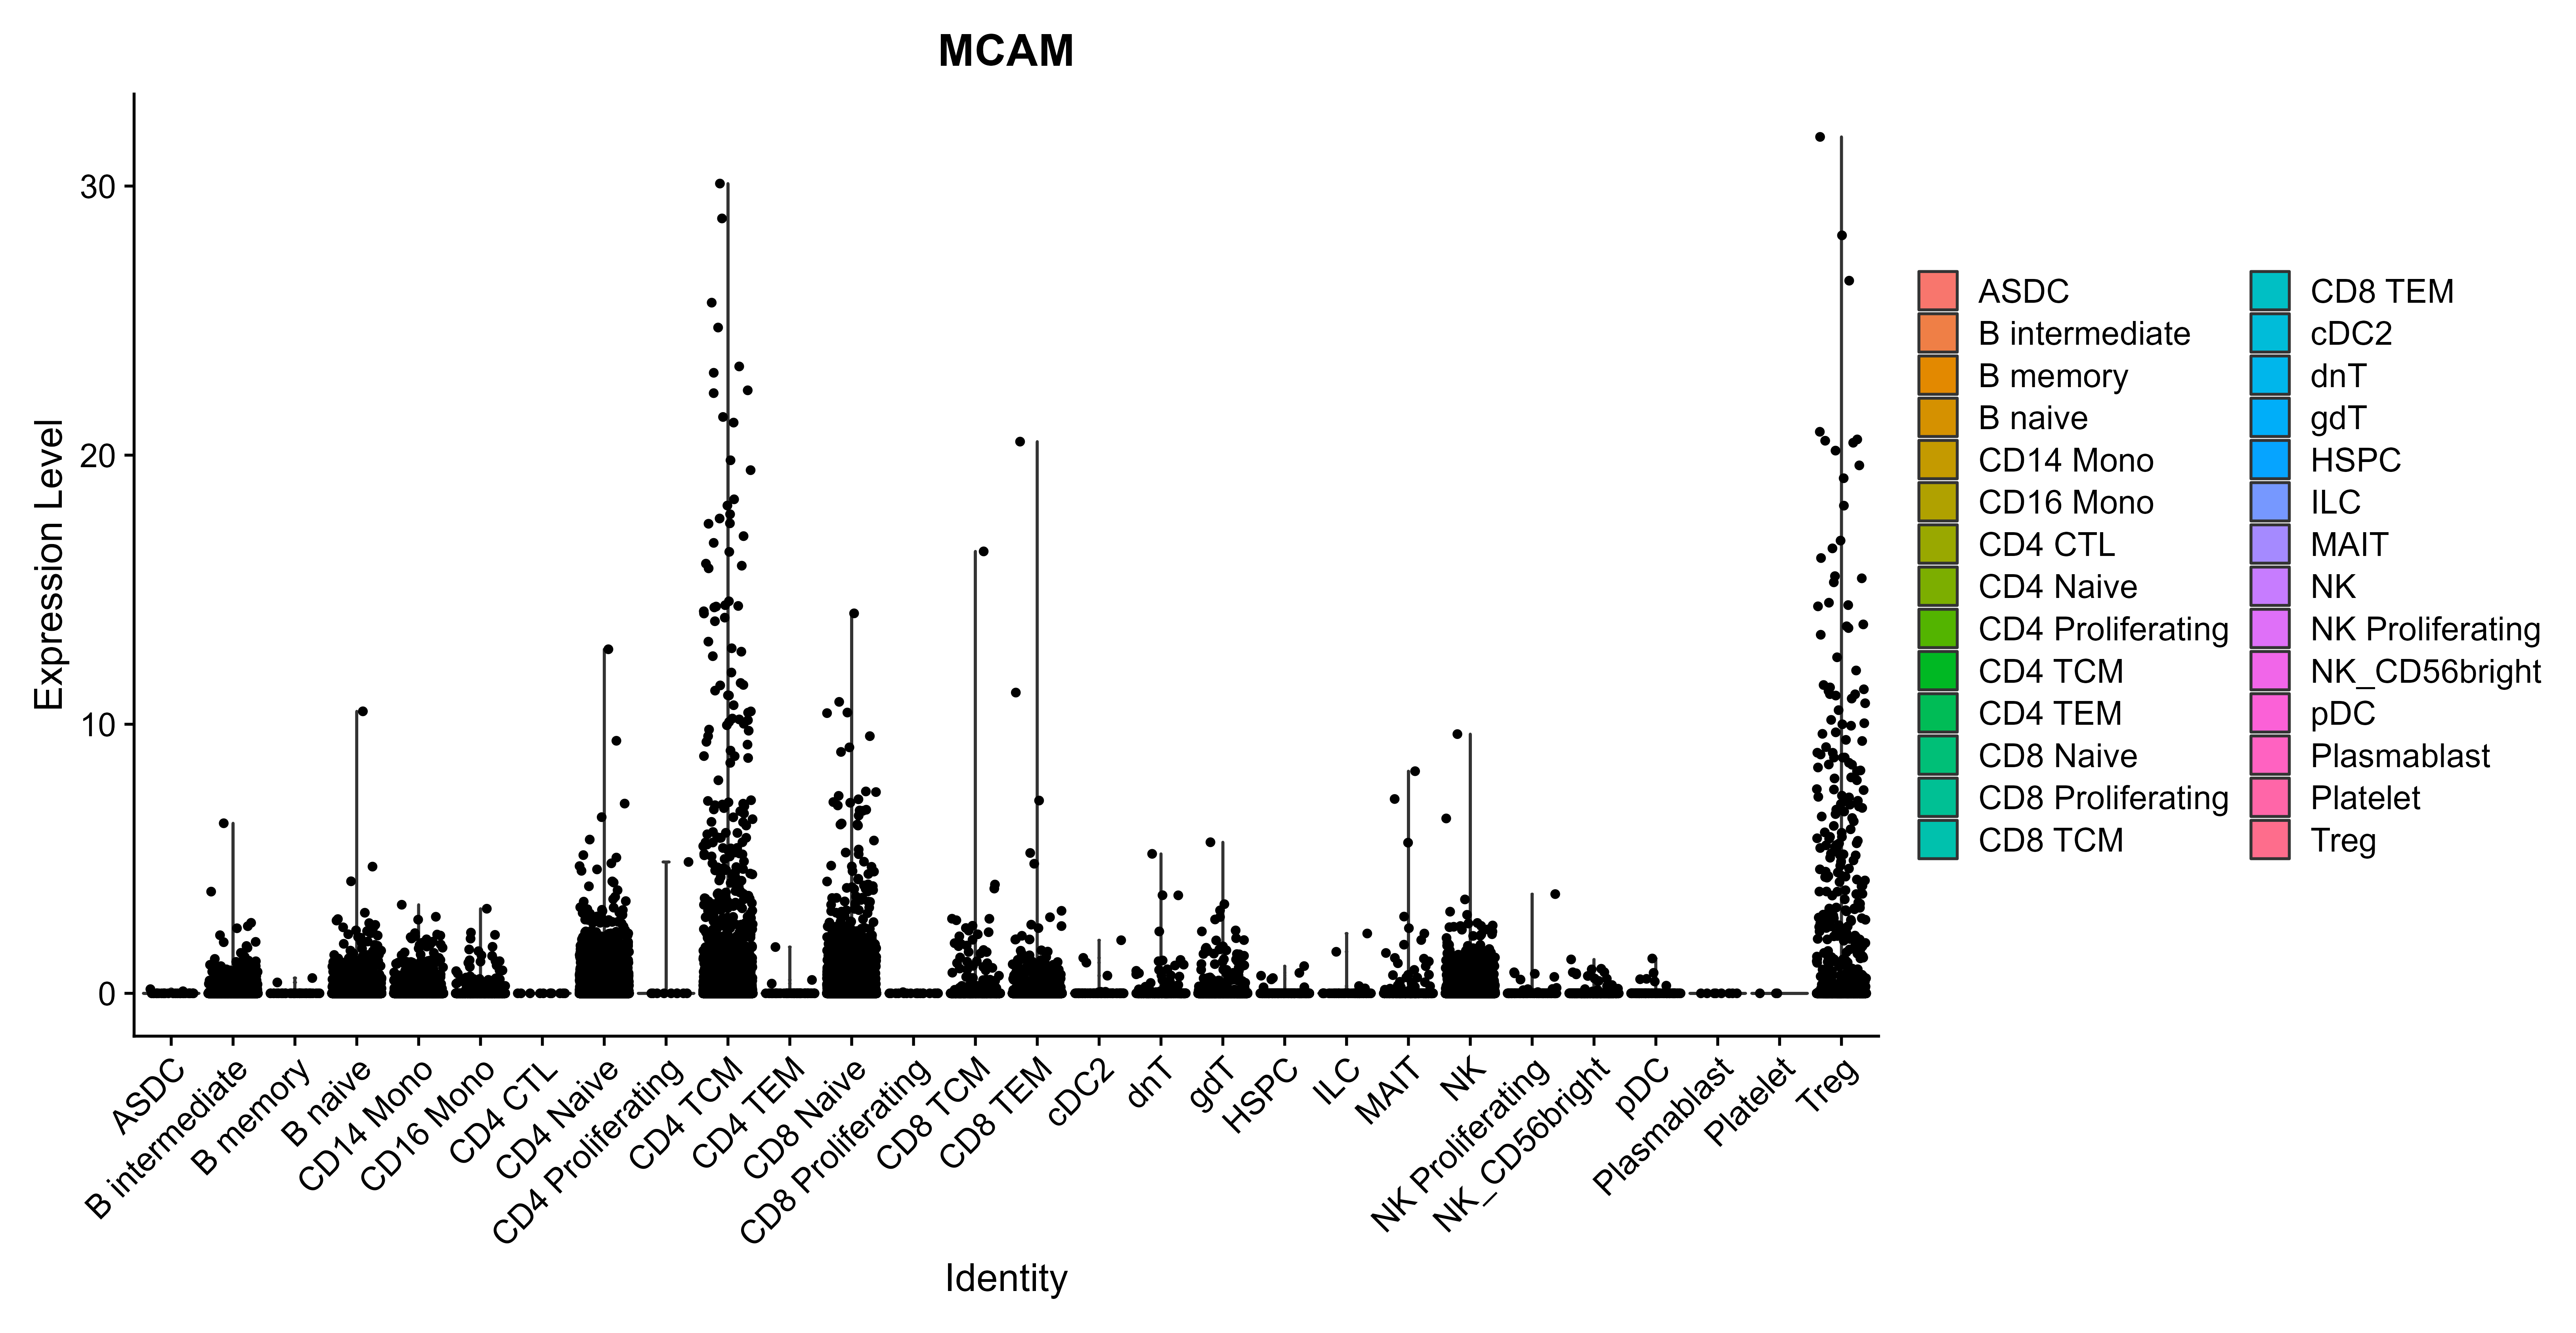 MCAM
Expression Level
30
20
10
0
ASDC
B intermediate
B memory
B naive
CD14 Mono
CD16 Mono
CD4 CTL
CD4 Naive
CD4 Proliferating
CD4 TCM
CD4 TEM
CD8 Naive
CD8 Proliferating
CD8 TCM
CD8 TEM
cDC2
dnT
gdT
HSPC
ILC
MAIT
NK
NK Proliferating
NK_CD56bright
pDC
Plasmablast
Platelet
Treg
Identity
ASDC
B intermediate
B memory
B naive
CD14 Mono
CD16 Mono
CD4 CTL
CD4 Naive
CD4 Proliferating
CD4 TCM
CD4 TEM
CD8 Naive
CD8 Proliferating
CD8 TCM
CD8 TEM
cDC2
dnT
gdT
HSPC
ILC
MAIT
NK
NK Proliferating
NK_CD56bright
pDC
Plasmablast
Platelet
Treg